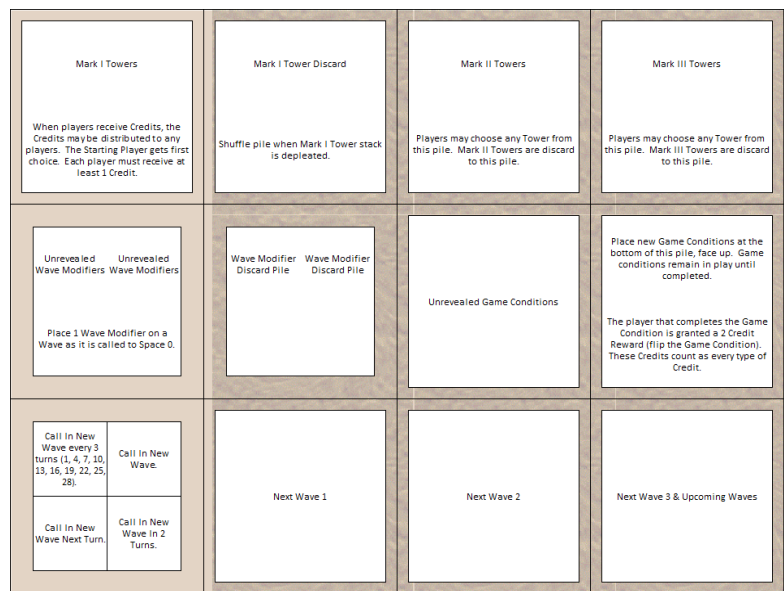 Mark I Towers
When players receive Credits, the
Credits may be distributed to any
players. The Starting Player gets first
choice. Each player must receive at
least 1 Credit.
Mark I Tower Discard
Shuffle pile when Mark I Tower stack
is depleated.
Mark II Towers
Players may choose any Tower from
this pile. Mark II Towers are discard
to this pile.
Mark III Towers
Players may choose any Tower from
this pile. Mark III Towers are discard
to this pile.
Unrevealed
Wave Modifiers
Unrevealed
Wave Modifiers
Place 1 Wave Modifier on a
Wave as it is called to Space 0.
Wave Modifier
Discard Pile
Wave Modifier
Discard Pile
Unrevealed Game Conditions
Place new Game Conditions at the
bottom of this pile, face up. Game
conditions remain in play until
completed.
The player that completes the Game
Condition is granted a 2 Credit
Reward (flip the Game Condition).
These Credits count as every type of
Credit.
Call In New
Wave every 3
turns (1, 4, 7, 10,
13, 16, 19, 22, 25,
28).
Call In New
Wave.
Call In New
Wave Next Turn.
Call In New
Wave In 2
Turns.
Next Wave 1
Next Wave 2
Next Wave 3 & Upcoming Waves